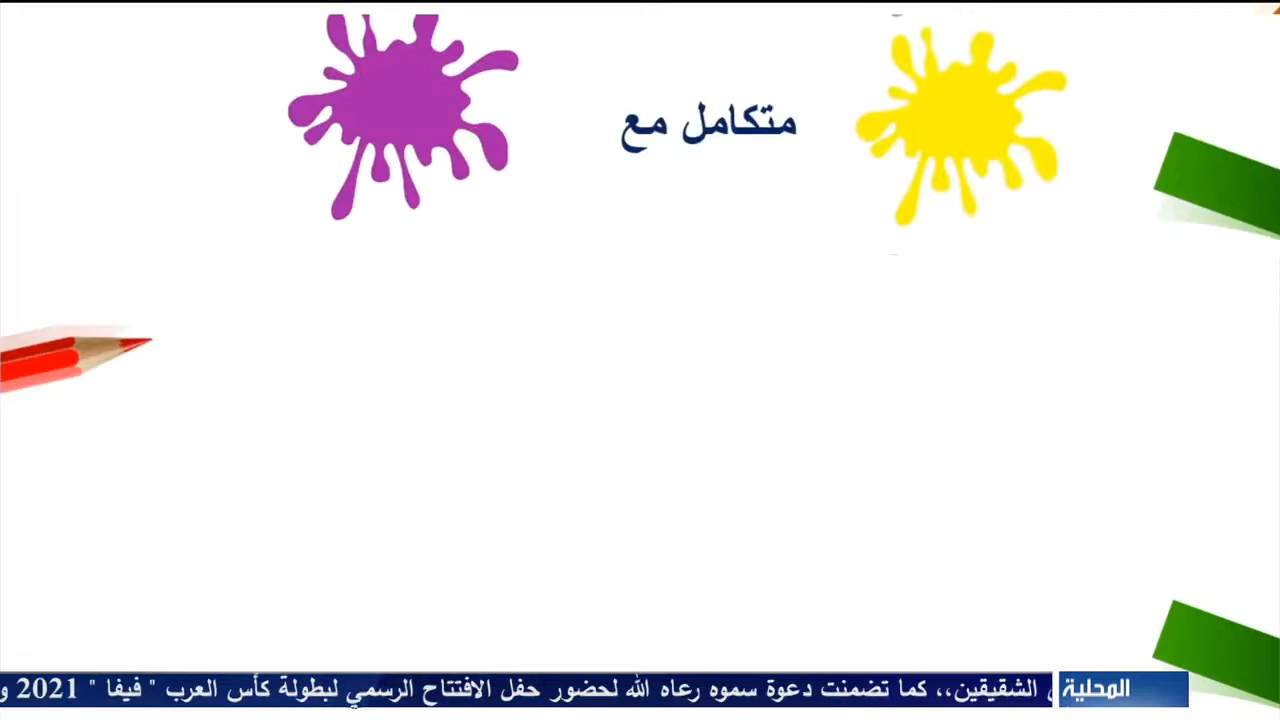 متكامل مع
المحلية
الشقيقين،، كما تضمنت دعوة سموه رعاه الله لحضور حفل الافتتاح الرسمي لبطولة كأس العرب " فيفا " 2021 و